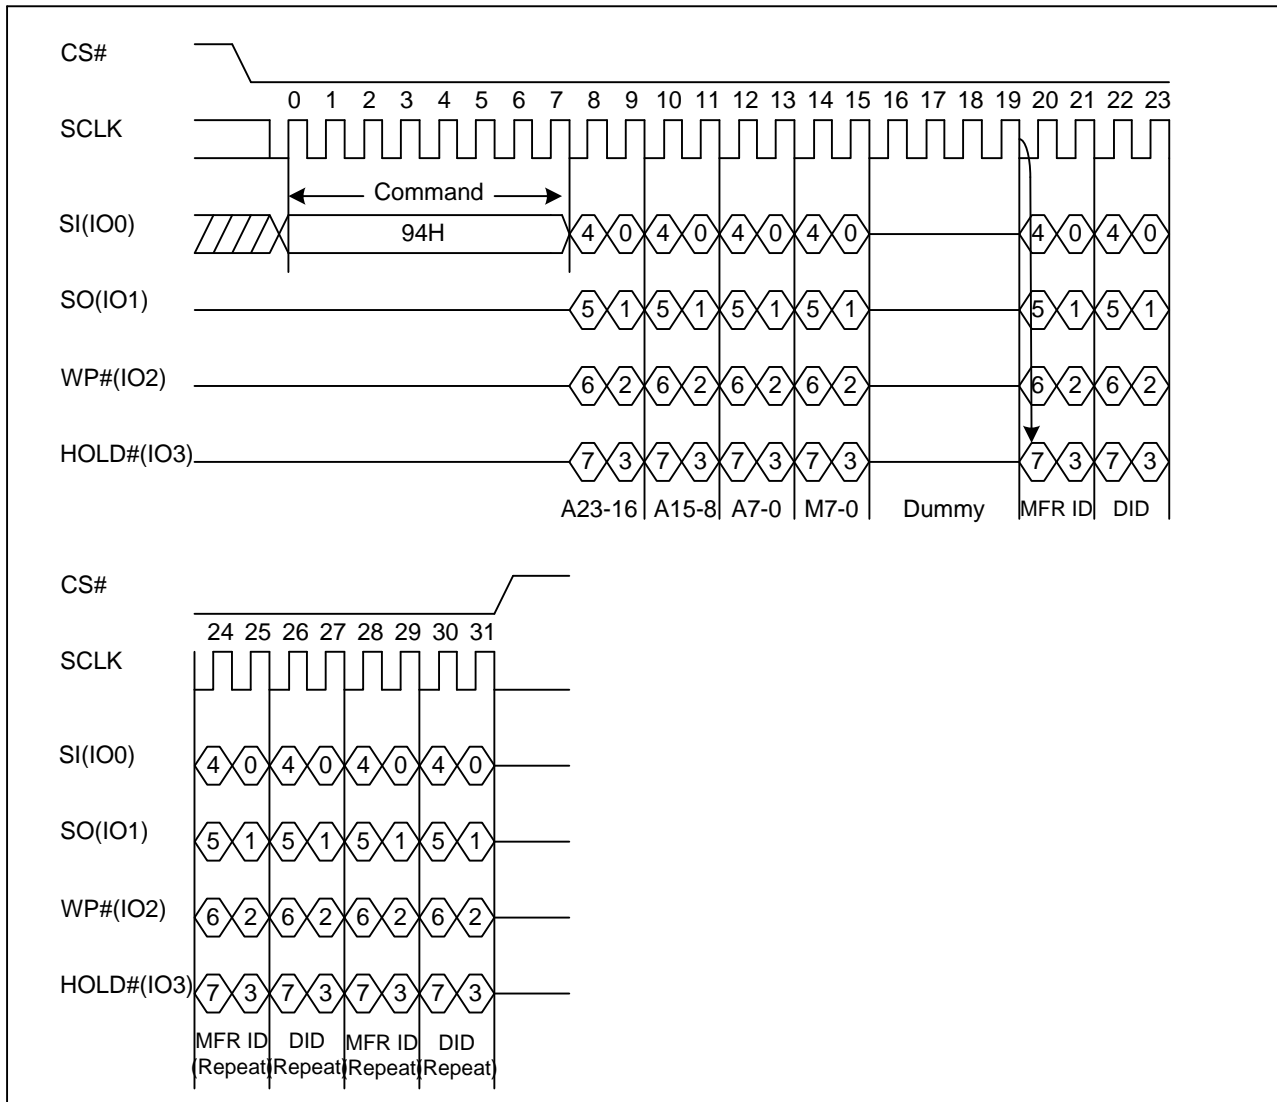 CS#
0 1 2 3 4 5 6 7 8 9 10 11 12 13 14 15 16 17 18 19 20 21 22 23
SCLK
Command
SI(IO0)
94H
4 0 4 0 4 0 4 0 4 0 4 0
SO(IO1)
5 1 5 1 5 1 5 1 5 1 5 1
WP#(IO2)
6 2 6 2 6 2 6 2 6 2 6 2
HOLD#(IO3)
7 3 7 3 7 3 7 3 7 3 7 3
A23-16 A15-8 A7-0 M7-0 Dummy MFR ID DID
CS#
24 25 26 27 28 29 30 31
SCLK
SI(IO0)
4 0 4 0 4 0 4 0
SO(IO1)
5 1 5 1 5 1 5 1
WP#(IO2)
6 2 6 2 6 2 6 2
HOLD#(IO3)
7 3 7 3 7 3 7 3
MFR ID DID MFR ID DID
(Repeat) (Repeat) (Repeat) (Repeat)